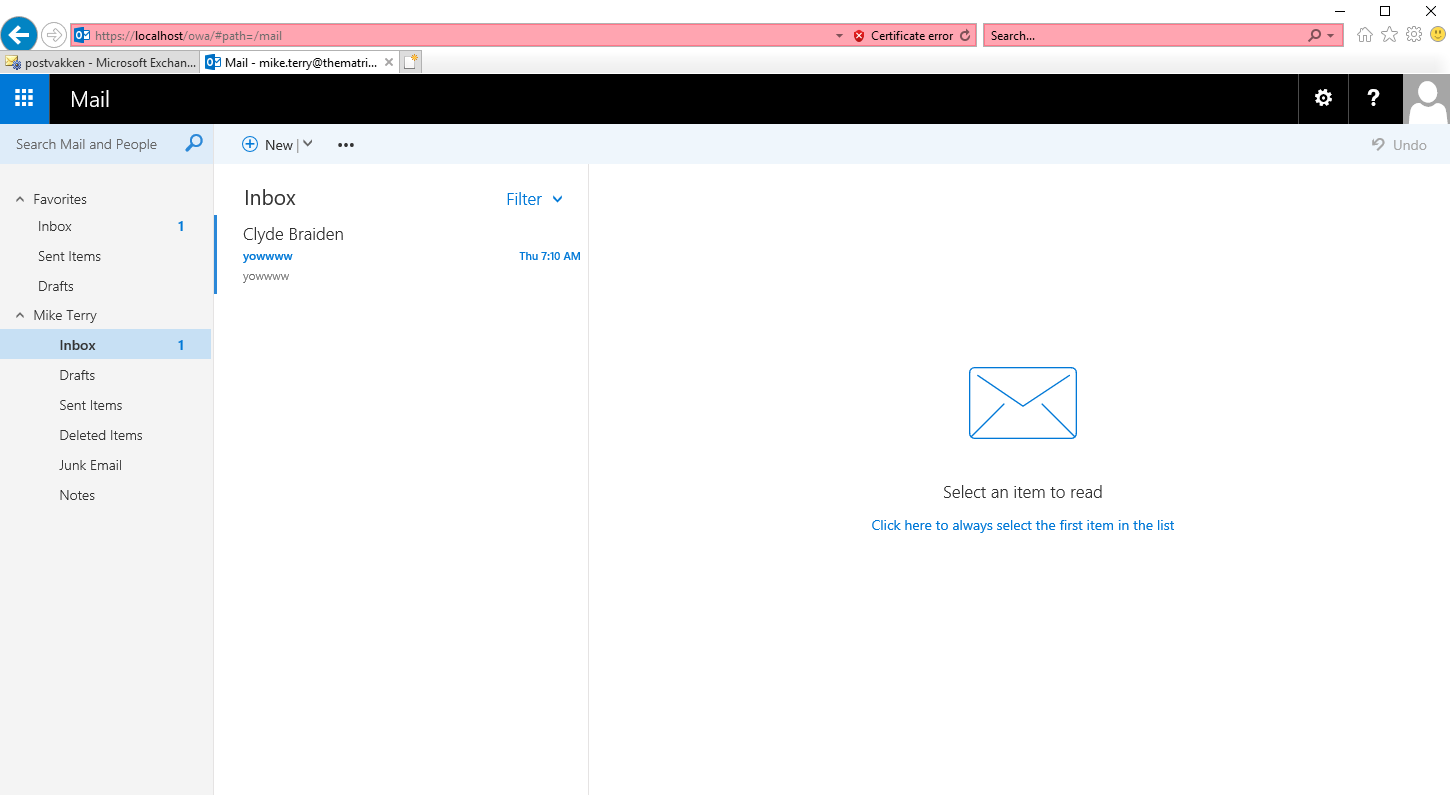 https://localhost/owa/#path=/mail
Certificate error
Search...
postvakken - Microsoft Exchan...
Mail - mike.terry@thematri...
Mail
?
Search Mail and People
New
Undo
Favorites
Inbox 1
Sent Items
Drafts
Mike Terry
Inbox 1
Drafts
Sent Items
Deleted Items
Junk Email
Notes
Inbox
Filter
Clyde Braiden
yowwww
Thu 7:10 AM
yowwww
Select an item to read
Click here to always select the first item in the list